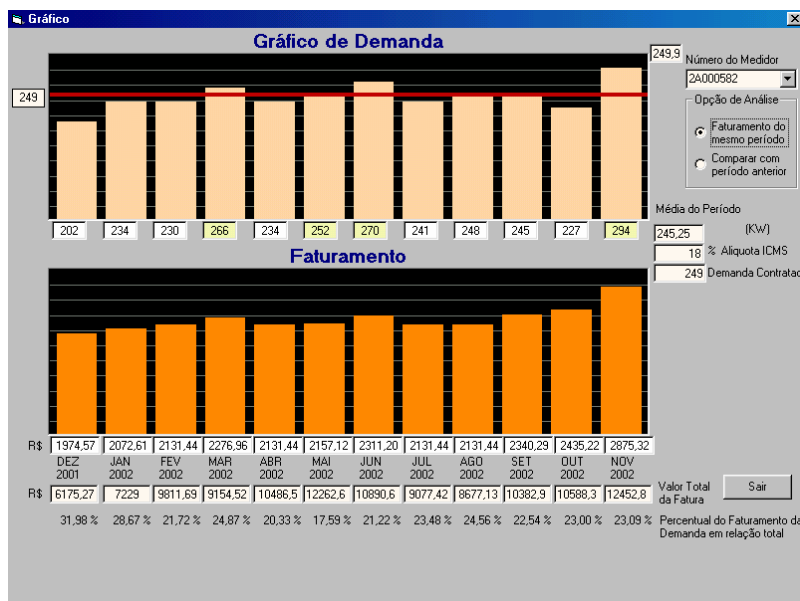 Gráfico
Gráfico de Demanda
249,9
Número do Medidor
2A000582
249
Opção de Análise
Faturamento do
mesmo período
Comparar com
período anterior
202 234 230 266 234 252 270 241 248 245 227 294
Média do Período
245,25 (KW)
18 % Aliquota ICMS
249 Demanda Contratad
Faturamento
R$ 1974,57 2072,61 2131,44 2276,96 2131,44 2157,12 2311,20 2131,44 2131,44 2340,29 2435,22 2875,32
DEZ JAN FEV MAR ABR MAI JUN JUL AGO SET OUT NOV
2001 2002 2002 2002 2002 2002 2002 2002 2002 2002 2002 2002
R$ 6175,27 7229 9811,69 9154,52 10486,5 12262,6 10890,6 9077,42 8677,13 10382,9 10588,3 12452,8
Valor Total
da Fatura
Sair
31,98 % 28,67 % 21,72 % 24,87 % 20,33 % 17,59 % 21,22 % 23,48 % 24,56 % 22,54 % 23,00 % 23,09 %
Percentual do Faturamento da
Demanda em relação total